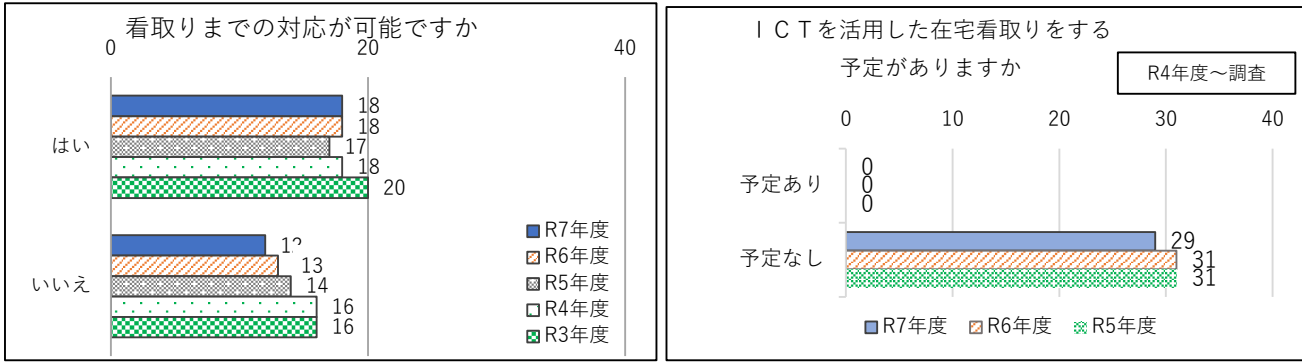 看取りまでの対応が可能ですか
0 20 40
はい
18
18
17
18
20
いいえ
13
14
16
16
R7年度
R6年度
R5年度
R4年度
R3年度
ＩＣＴを活用した在宅看取りをする
予定がありますか
R4年度～調査
0 10 20 30 40
予定あり
0
0
0
予定なし
29
31
31
R7年度 R6年度 R5年度